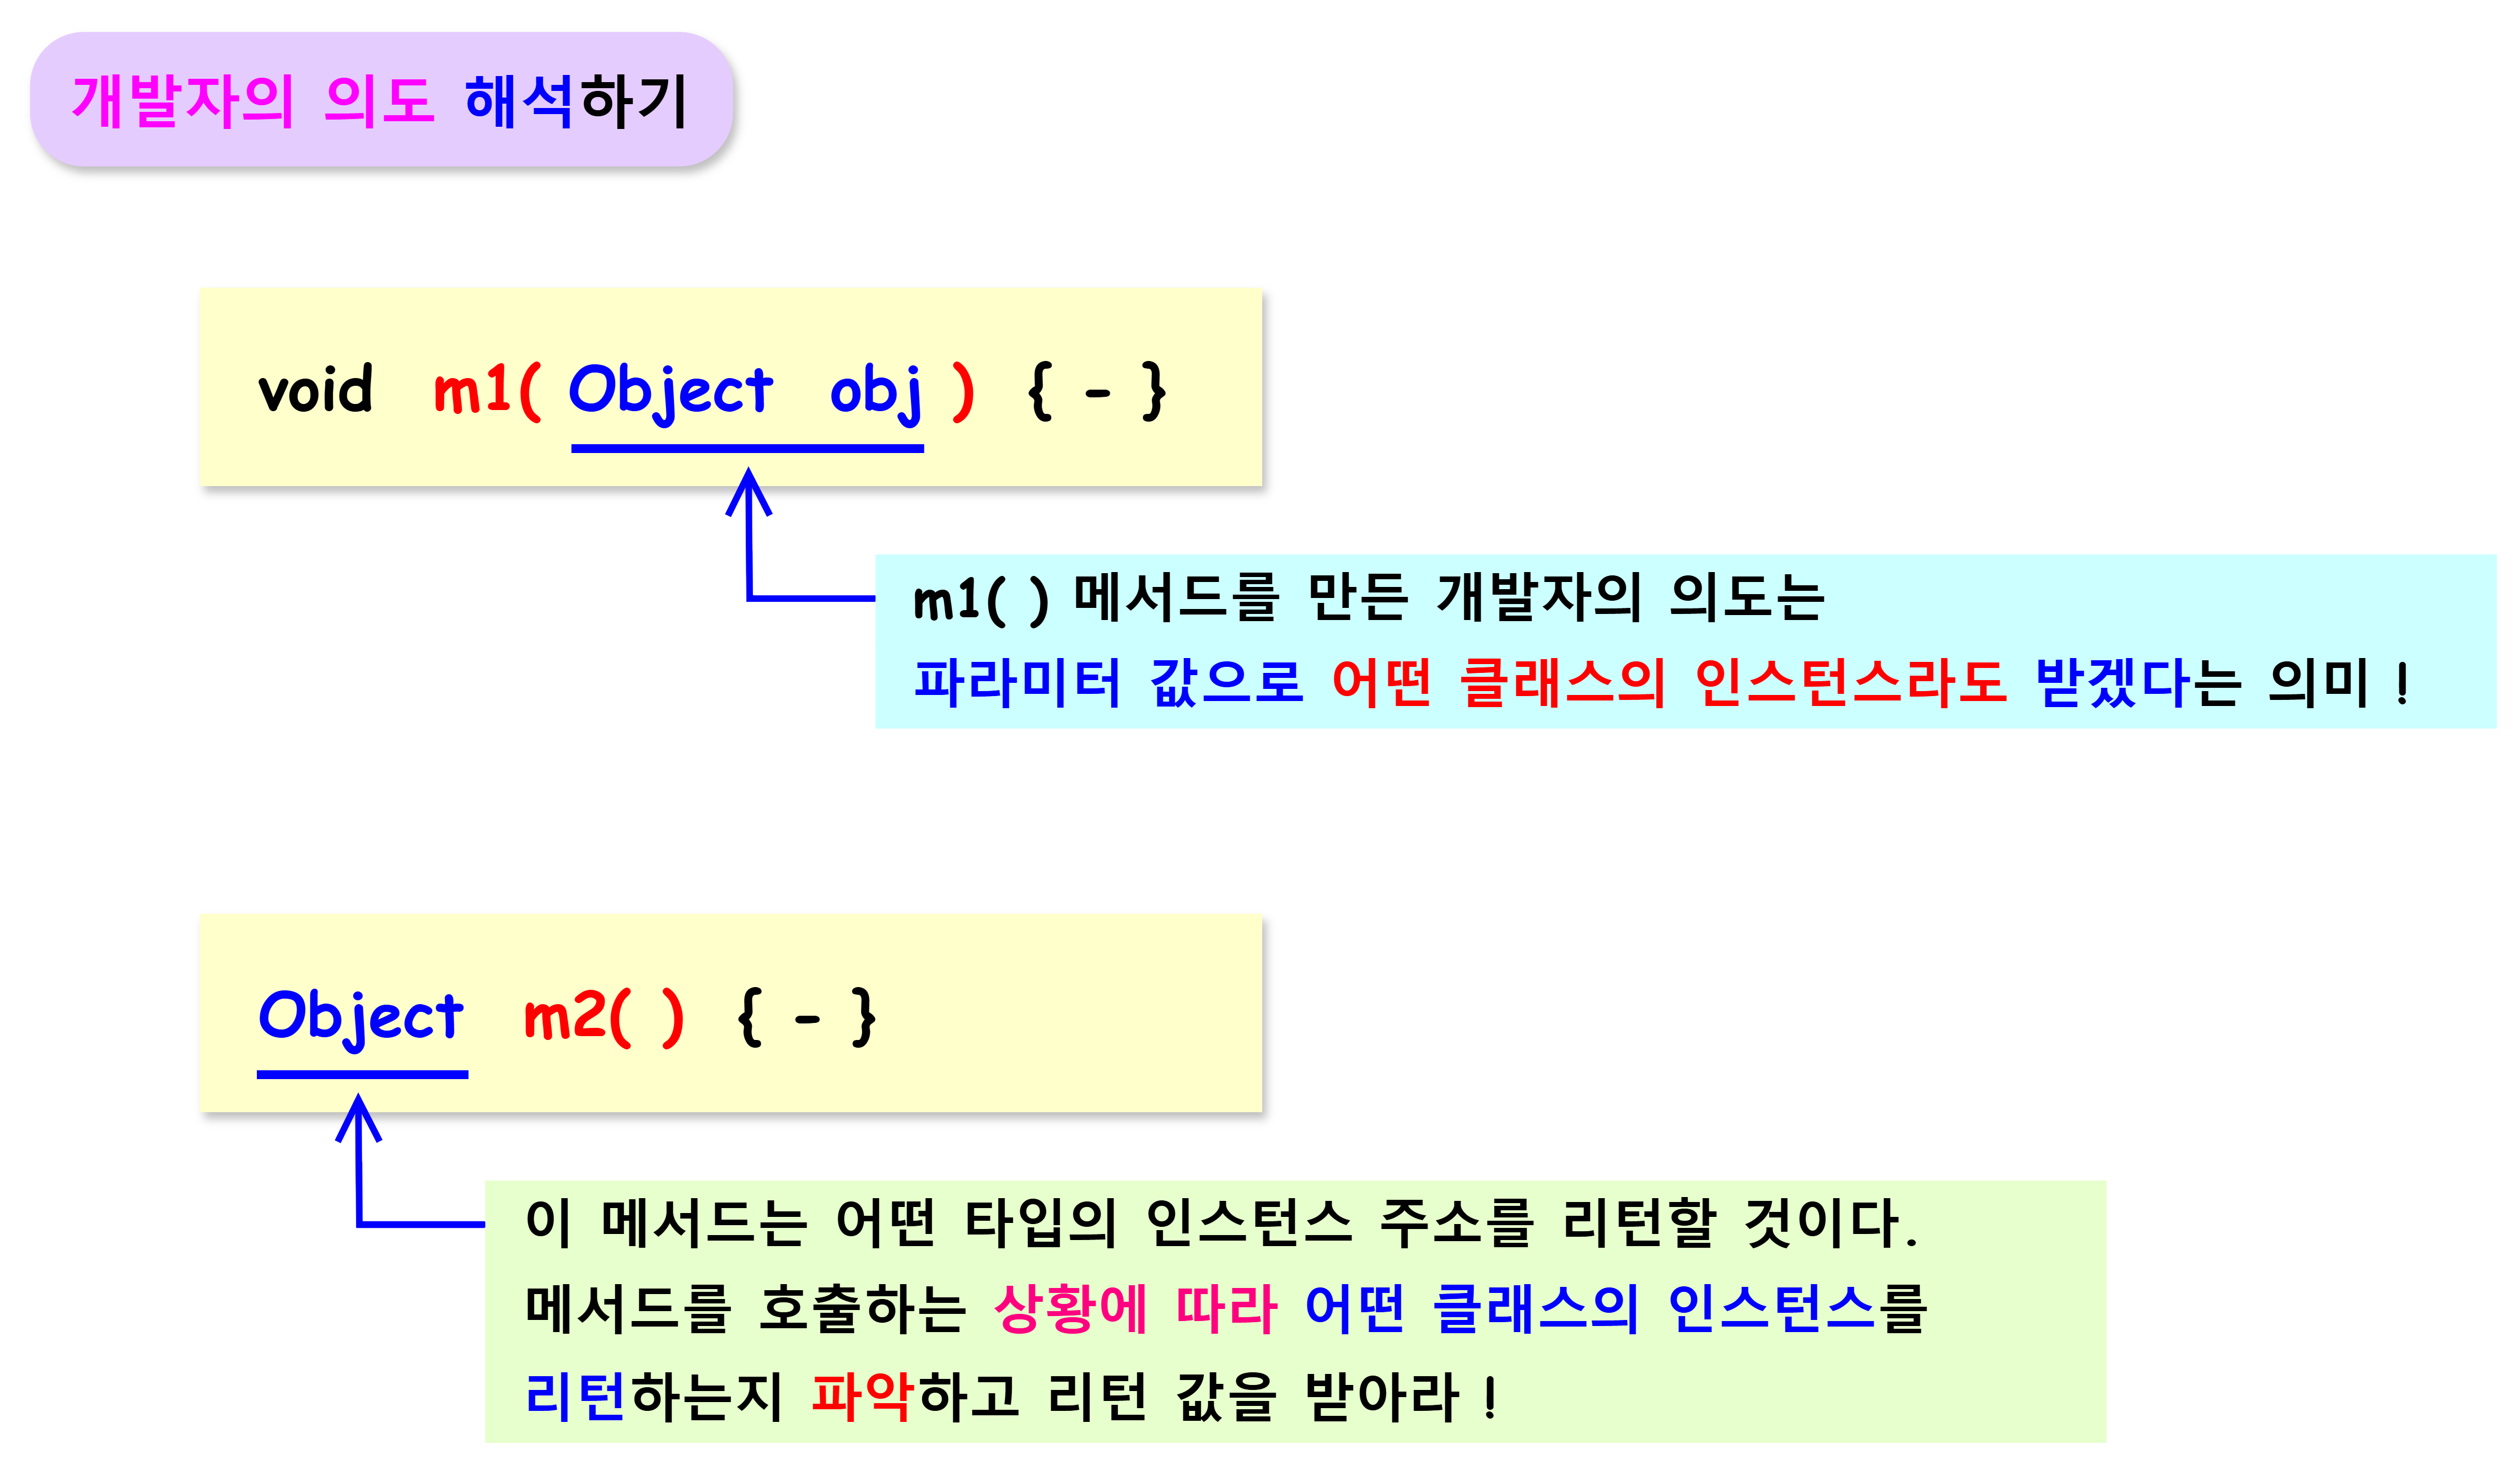 개발자의 의도 해석하기
void m1( Object obj ) { - }
m1( ) 메서드를 만든 개발자의 의도는
파라미터 값으로 어떤 클래스의 인스턴스라도 받겠다는 의미 !
Object m2( ) { - }
이 메서드는 어떤 타입의 인스턴스 주소를 리턴할 것이다.
메서드를 호출하는 상황에 따라 어떤 클래스의 인스턴스를
리턴하는지 파악하고 리턴 값을 받아라 !